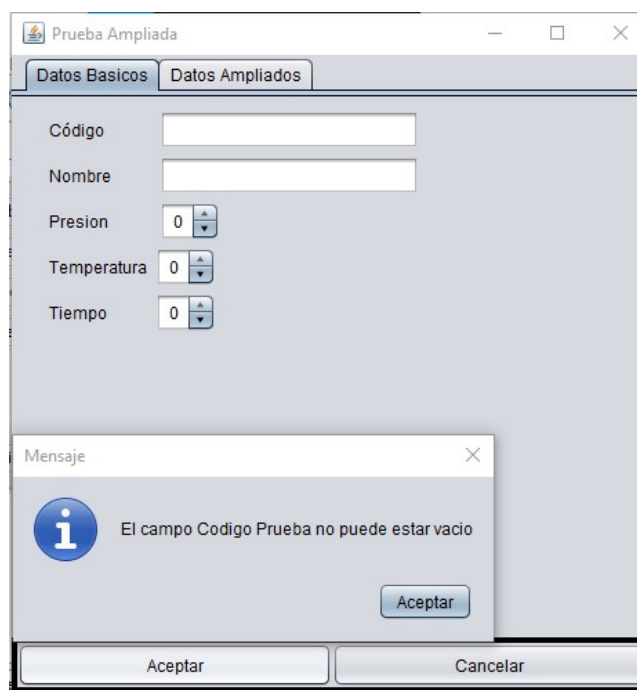 Prueba Ampliada
Datos Basicos Datos Ampliados
Código
Nombre
Presion 0
Temperatura 0
Tiempo 0
Mensaje
El campo Codigo Prueba no puede estar vacio
Aceptar
Aceptar Cancelar